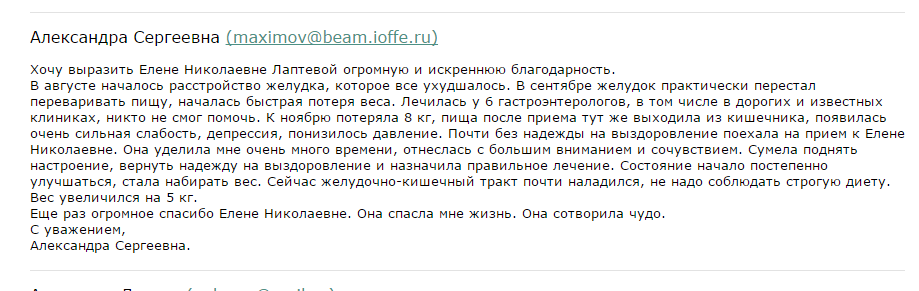 Александра Сергеевна (maximov@beam.ioffe.ru)
Хочу выразить Елене Николаевне Лаптевой огромную и искреннюю благодарность.
В августе началось расстройство желудка, которое все ухудшалось. В сентябре желудок практически перестал
переваривать пищу, началась быстрая потеря веса. Лечилась у 6 гастроэнтерологов, в том числе в дорогих и известных
клиниках, никто не смог помочь. К ноябрю потеряла 8 кг, пища после приема тут же выходила из кишечника, появилась
очень сильная слабость, депрессия, понизилось давление. Почти без надежды на выздоровление поехала на прием к Елене
Николаевне. Она уделила мне очень много времени, отнеслась с большим вниманием и сочувствием. Сумела поднять
настроение, вернуть надежду на выздоровление и назначила правильное лечение. Состояние начало постепенно
улучшаться, стала набирать вес. Сейчас желудочно-кишечный тракт почти наладился, не надо соблюдать строгую диету.
Вес увеличился на 5 кг.
Еще раз огромное спасибо Елене Николаевне. Она спасла мне жизнь. Она сотворила чудо.
С уважением,
Александра Сергеевна.